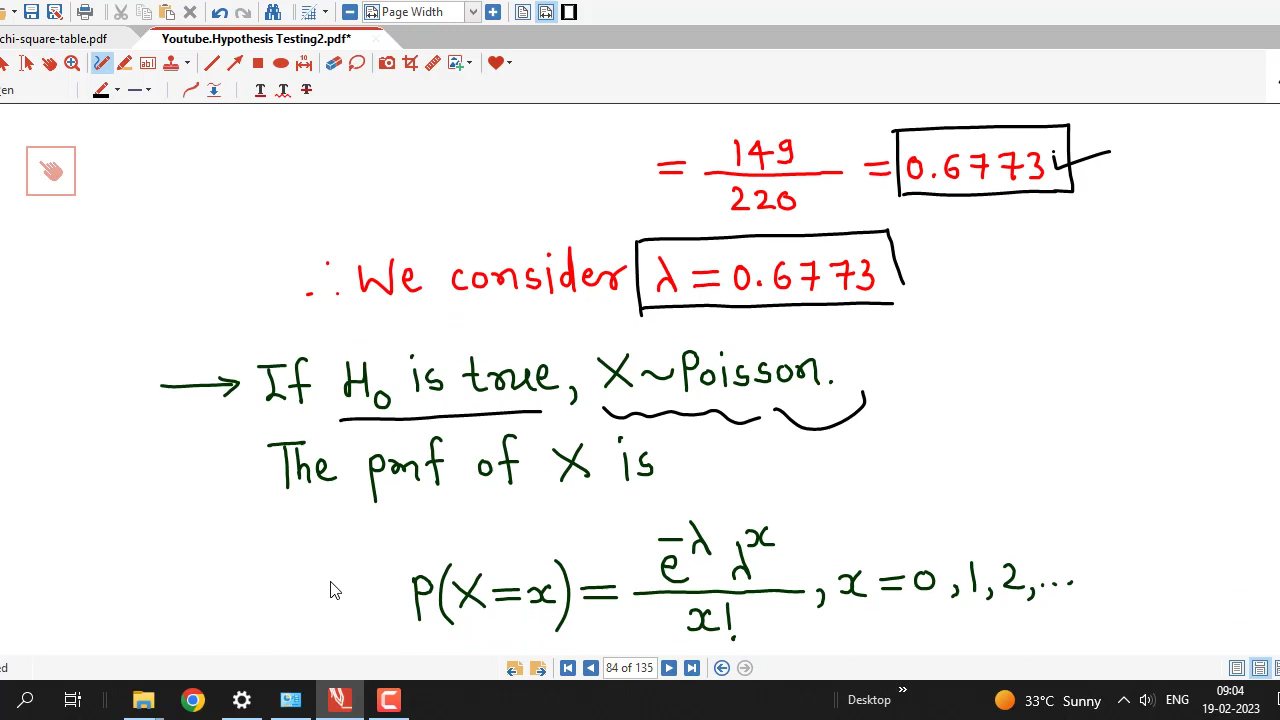 Page Width
chi-square-table.pdf
Youtube.Hypothesis Testing2.pdf*
= 149/220 = 0.6773
∴ We consider λ = 0.6773
→ If H₀ is true, X ~ Poisson.
The pmf of X is
P(X = x) = e^-λ λ^x / x! , x = 0, 1, 2, ...
84 of 135
Desktop
33°C Sunny
ENG
09:04
19-02-2023